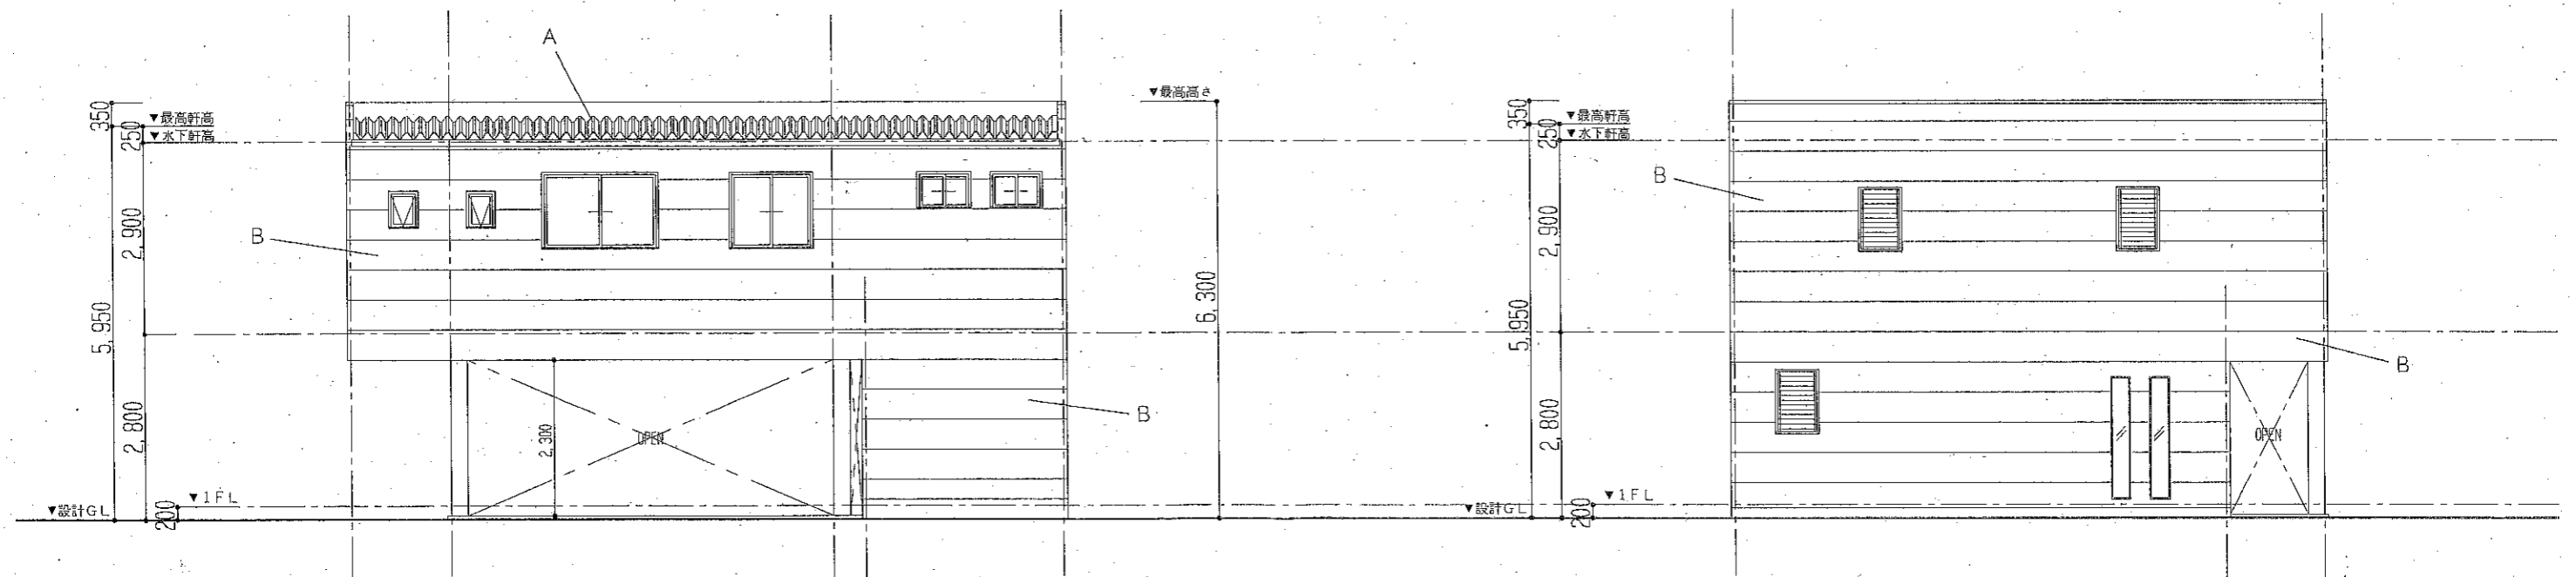 A
350
▼最高軒高
250
▼水下軒高
2,900
B
5,950
2,800
2,300
OPEN
B
▼1FL
▼設計GL
200
▼最高高さ
6,300
350
▼最高軒高
250
▼水下軒高
B
2,900
5,950
B
2,800
OPEN
▼1FL
▼設計GL
200